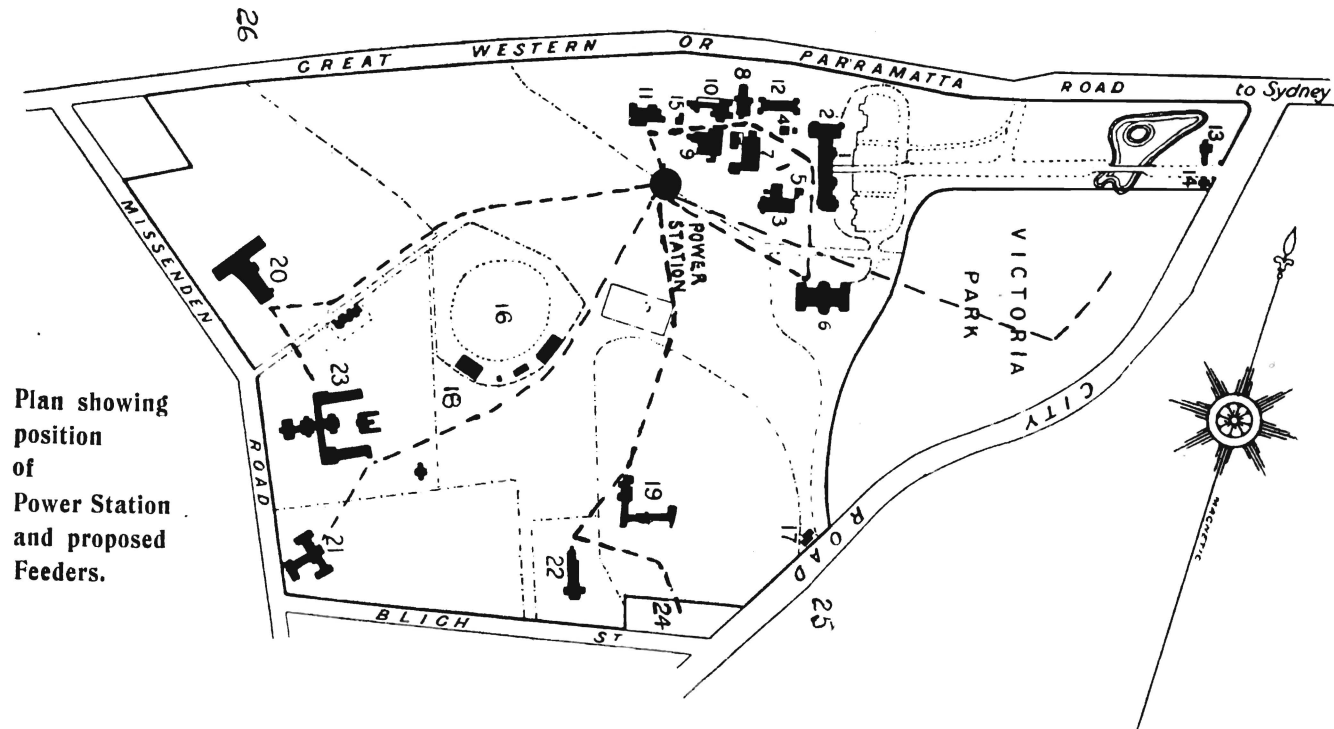 26
GREAT WESTERN OR PARRAMATTA ROAD
to Sydney
8
12
10
15
11
2
4
1
13
9
7
5
14
3
POWER
STATION
VICTORIA
PARK
MISSENDEN ROAD
20
16
6
CITY ROAD
23
18
Plan showing
position
of
Power Station
and proposed
Feeders.
19
17
21
22
24
25
BLIGH ST
MAGNETIC